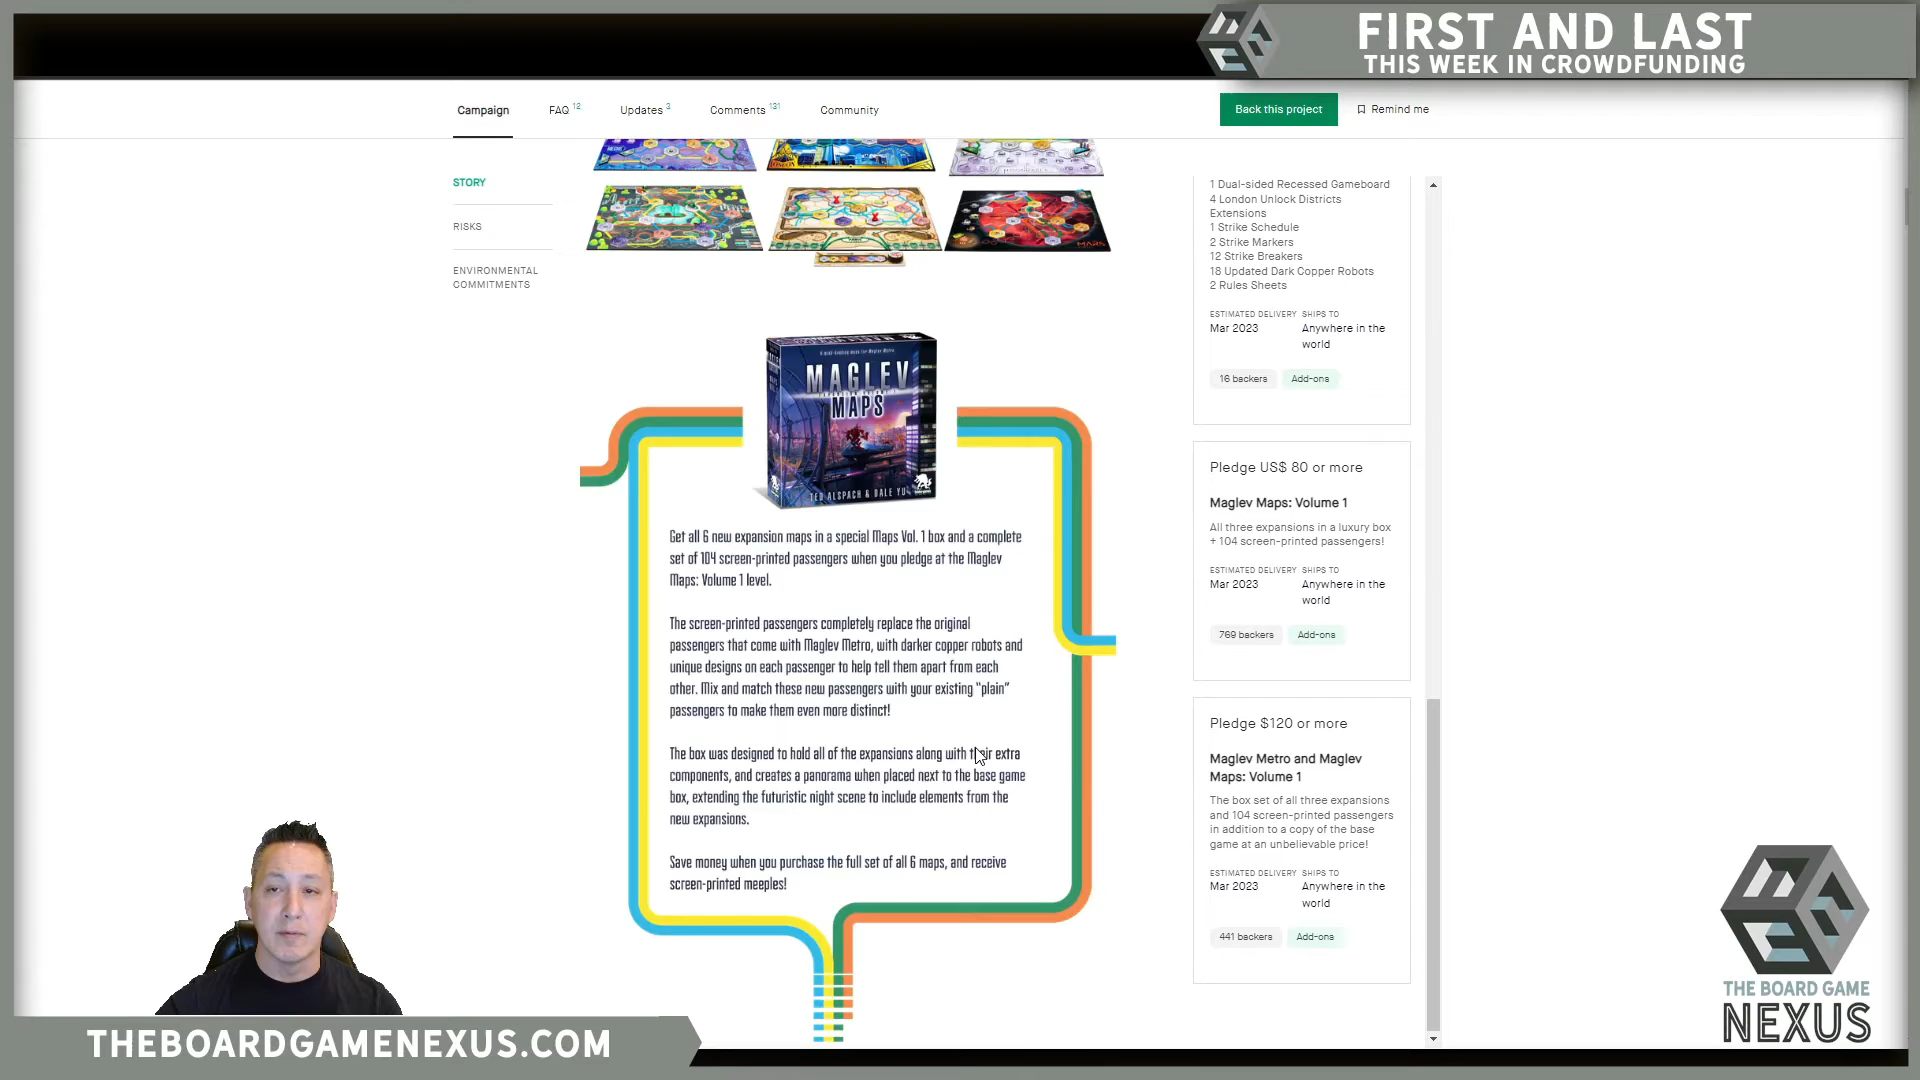 FIRST AND LAST
THIS WEEK IN CROWDFUNDING
Campaign
FAQ 12
Updates 3
Comments 131
Community
Back this project
Remind me
STORY
RISKS
ENVIRONMENTAL
COMMITMENTS
MARS
MAGLEV
MAPS
TED ALSPACH & DALE YU
Get all 6 new expansion maps in a special Maps Vol. 1 box and a complete
set of 104 screen-printed passengers when you pledge at the Maglev
Maps: Volume 1 level.
The screen-printed passengers completely replace the original
passengers that come with Maglev Metro, with darker copper robots and
unique designs on each passenger to help tell them apart from each
other. Mix and match these new passengers with your existing "plain"
passengers to make them even more distinct!
The box was designed to hold all of the expansions along with their extra
components, and creates a panorama when placed next to the base game
box, extending the futuristic night scene to include elements from the
new expansions.
Save money when you purchase the full set of all 6 maps, and receive
screen-printed meeples!
1 Dual-sided Recessed Gameboard
4 London Unlock Districts
Extensions
1 Strike Schedule
2 Strike Markers
12 Strike Breakers
18 Updated Dark Copper Robots
2 Rules Sheets
ESTIMATED DELIVERY SHIPS TO
Mar 2023 Anywhere in the
world
16 backers Add-ons
Pledge US$ 80 or more
Maglev Maps: Volume 1
All three expansions in a luxury box
+ 104 screen-printed passengers!
ESTIMATED DELIVERY SHIPS TO
Mar 2023 Anywhere in the
world
769 backers Add-ons
Pledge $120 or more
Maglev Metro and Maglev
Maps: Volume 1
The box set of all three expansions
and 104 screen-printed passengers
in addition to a copy of the base
game at an unbelievable price!
ESTIMATED DELIVERY SHIPS TO
Mar 2023 Anywhere in the
world
441 backers Add-ons
THE BOARD GAME
NEXUS
THEBOARDGAMENEXUS.COM